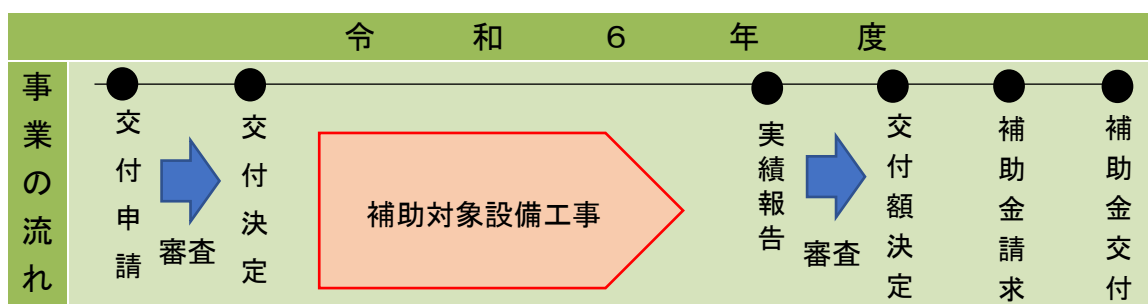 令和６年度
事業の流れ
交付申請
審査
交付決定
補助対象設備工事
実績報告
審査
交付額決定
補助金請求
補助金交付